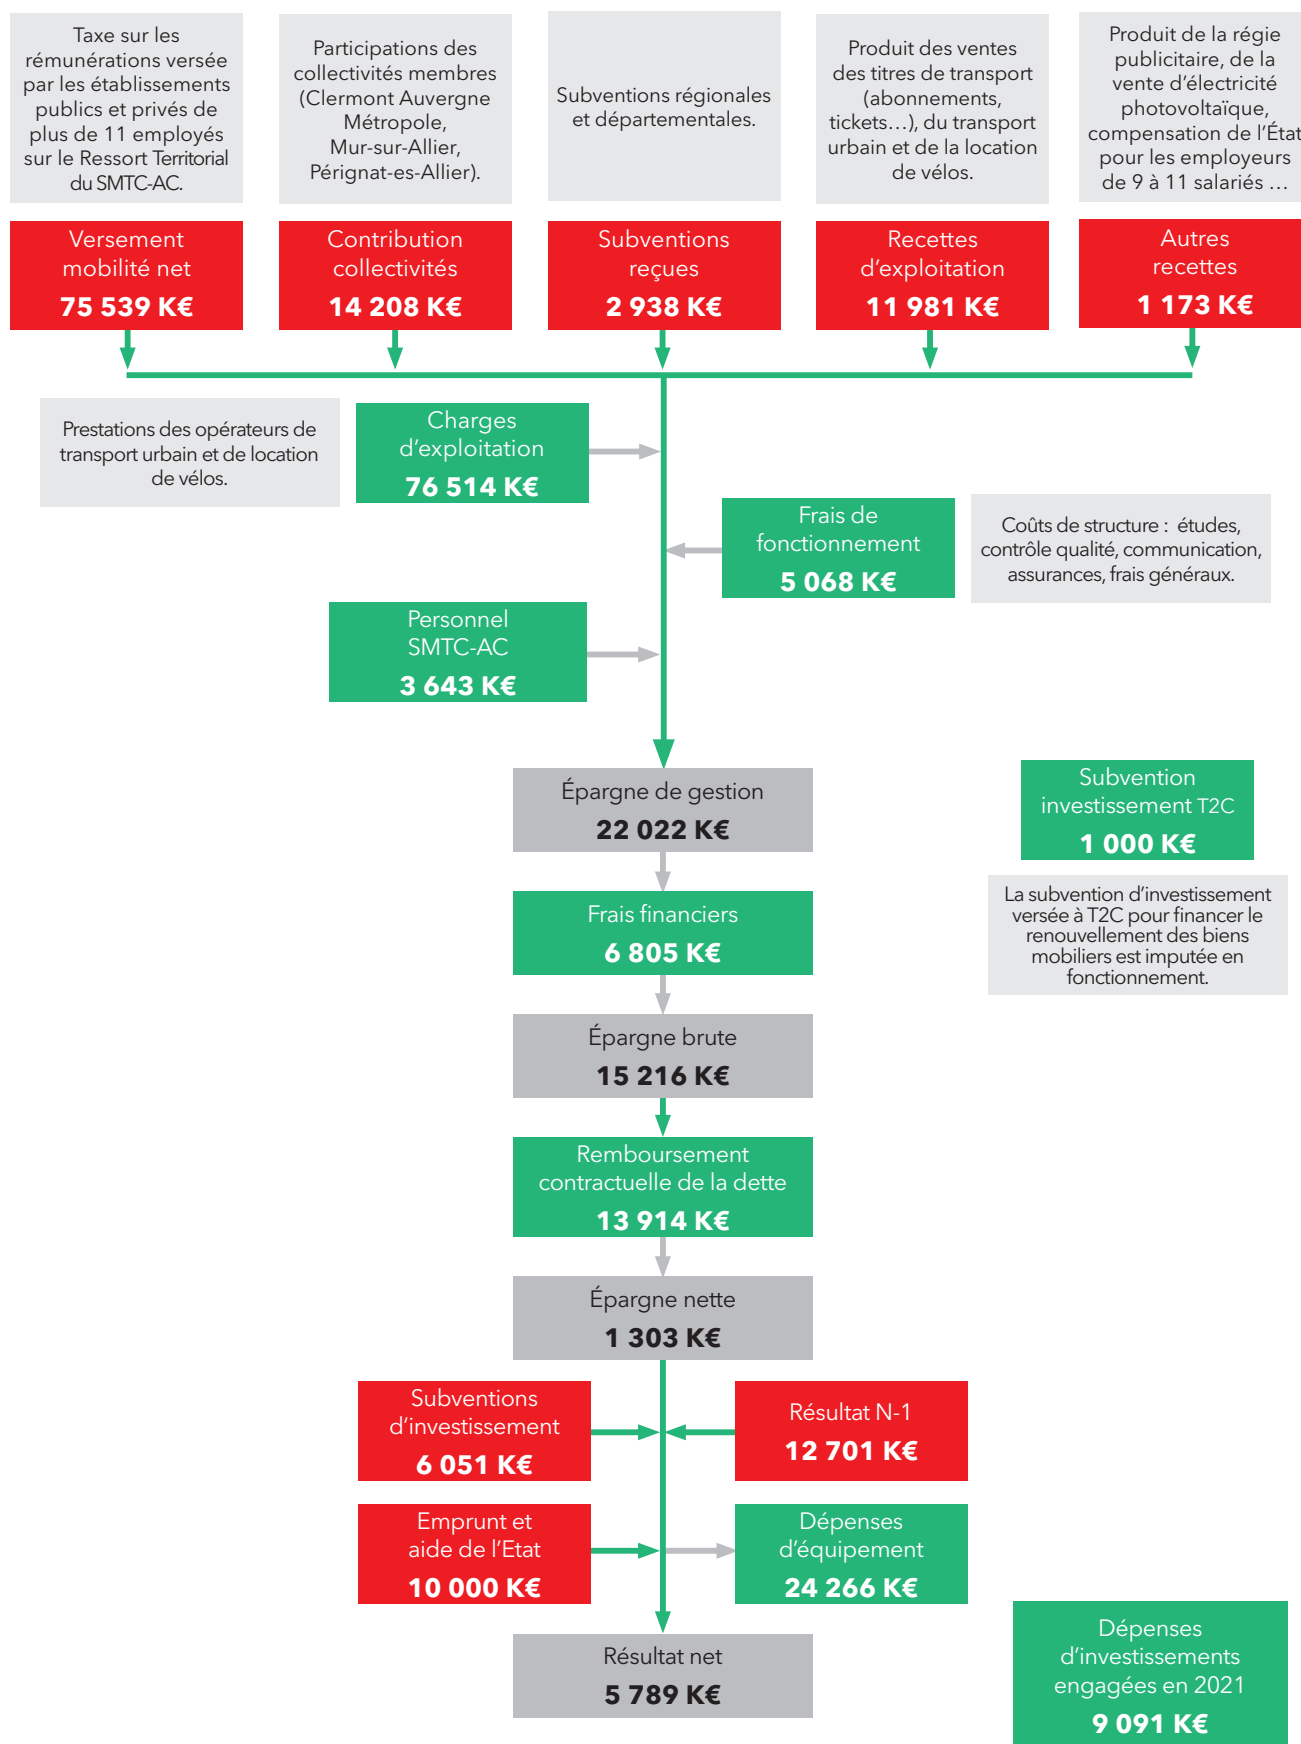 Taxe sur les
rémunérations versée
par les établissements
publics et privés de
plus de 11 employés
sur le Ressort Territorial
du SMTC-AC.
Participations des
collectivités membres
(Clermont Auvergne
Métropole,
Mur-sur-Allier,
Pérignat-es-Allier).
Subventions régionales
et départementales.
Produit des ventes
des titres de transport
(abonnements,
tickets…), du transport
urbain et de la location
de vélos.
Produit de la régie
publicitaire, de la
vente d’électricité
photovoltaïque,
compensation de l’État
pour les employeurs
de 9 à 11 salariés …
Versement
mobilité net
75 539 K€
Contribution
collectivités
14 208 K€
Subventions
reçues
2 938 K€
Recettes
d’exploitation
11 981 K€
Autres
recettes
1 173 K€
Prestations des opérateurs de
transport urbain et de location
de vélos.
Charges
d’exploitation
76 514 K€
Frais de
fonctionnement
5 068 K€
Coûts de structure : études,
contrôle qualité, communication,
assurances, frais généraux.
Personnel
SMTC-AC
3 643 K€
Épargne de gestion
22 022 K€
Subvention
investissement T2C
1 000 K€
La subvention d’investissement
versée à T2C pour financer le
renouvellement des biens
mobiliers est imputée en
fonctionnement.
Frais financiers
6 805 K€
Épargne brute
15 216 K€
Remboursement
contractuelle de la dette
13 914 K€
Épargne nette
1 303 K€
Subventions
d’investissement
6 051 K€
Résultat N-1
12 701 K€
Emprunt et
aide de l’Etat
10 000 K€
Dépenses
d’équipement
24 266 K€
Résultat net
5 789 K€
Dépenses
d’investissements
engagées en 2021
9 091 K€